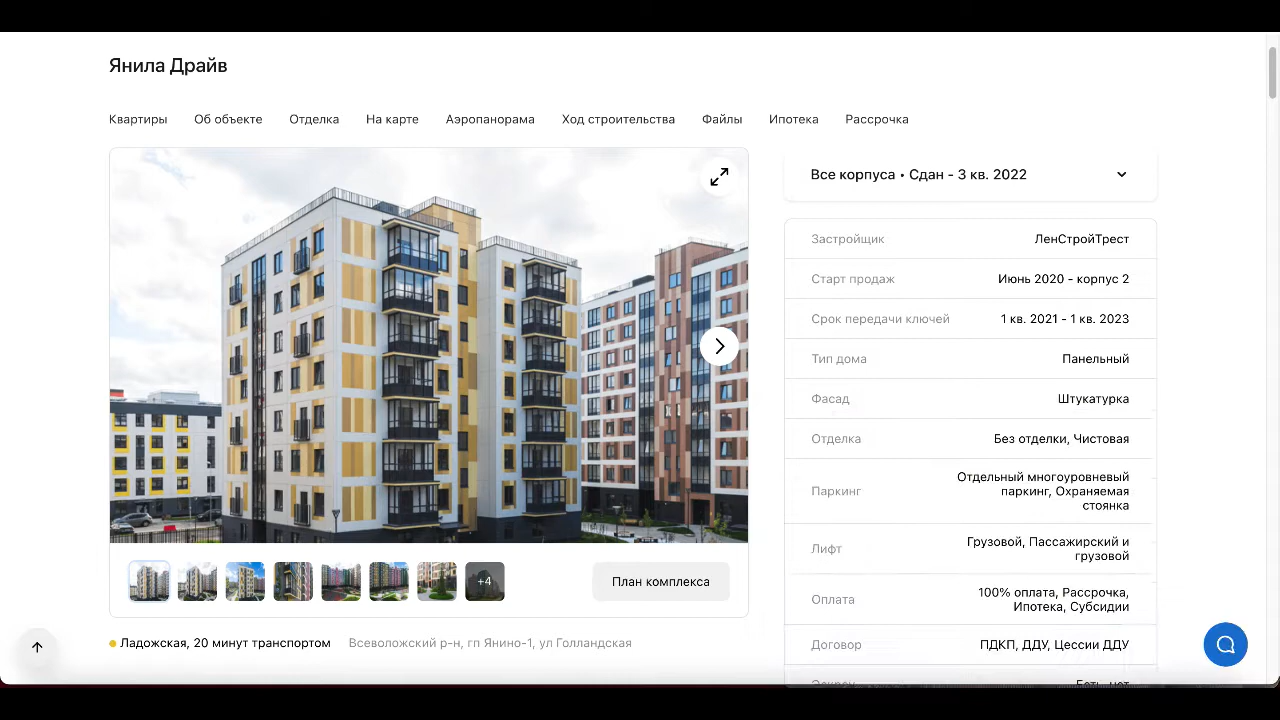 Янила Драйв
Квартиры Об объекте Отделка На карте Аэропанорама Ход строительства Файлы Ипотека Рассрочка
Все корпуса • Сдан - 3 кв. 2022
Застройщик ЛенСтройТрест
Старт продаж Июнь 2020 - корпус 2
Срок передачи ключей 1 кв. 2021 - 1 кв. 2023
Тип дома Панельный
Фасад Штукатурка
Отделка Без отделки, Чистовая
Паркинг Отдельный многоуровневый
паркинг, Охраняемая
стоянка
Лифт Грузовой, Пассажирский и
грузовой
Оплата 100% оплата, Рассрочка,
Ипотека, Субсидии
Договор ПДКП, ДДУ, Цессии ДДУ
Эскроу Есть, нет
+4
План комплекса
Ладожская, 20 минут транспортом Всеволожский р-н, гп Янино-1, ул Голландская